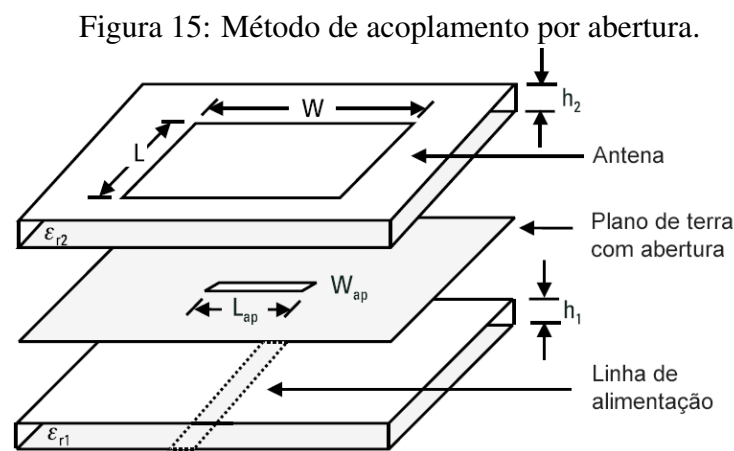 Figura 15: Método de acoplamento por abertura.
W
h₂
L
Antena
εr2
Plano de terra
com abertura
Wap
Lap
h₁
Linha de
alimentação
εr1